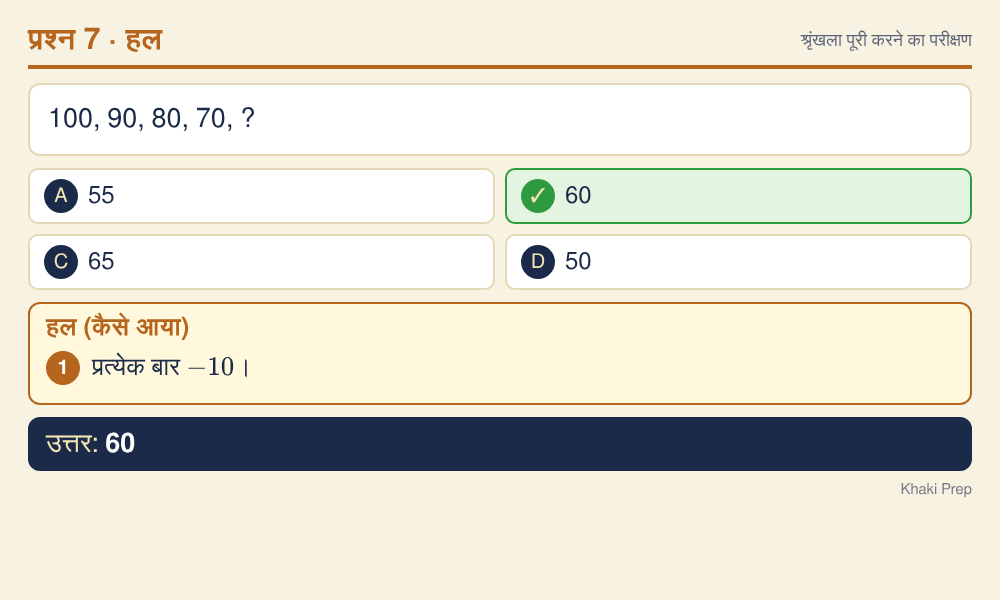 प्रश्न 7 · हल
श्रृंखला पूरी करने का परीक्षण
100, 90, 80, 70, ?
A 55
✓ 60
C 65
D 50
हल (कैसे आया)
1 प्रत्येक बार −10।
उत्तर: 60
Khaki Prep